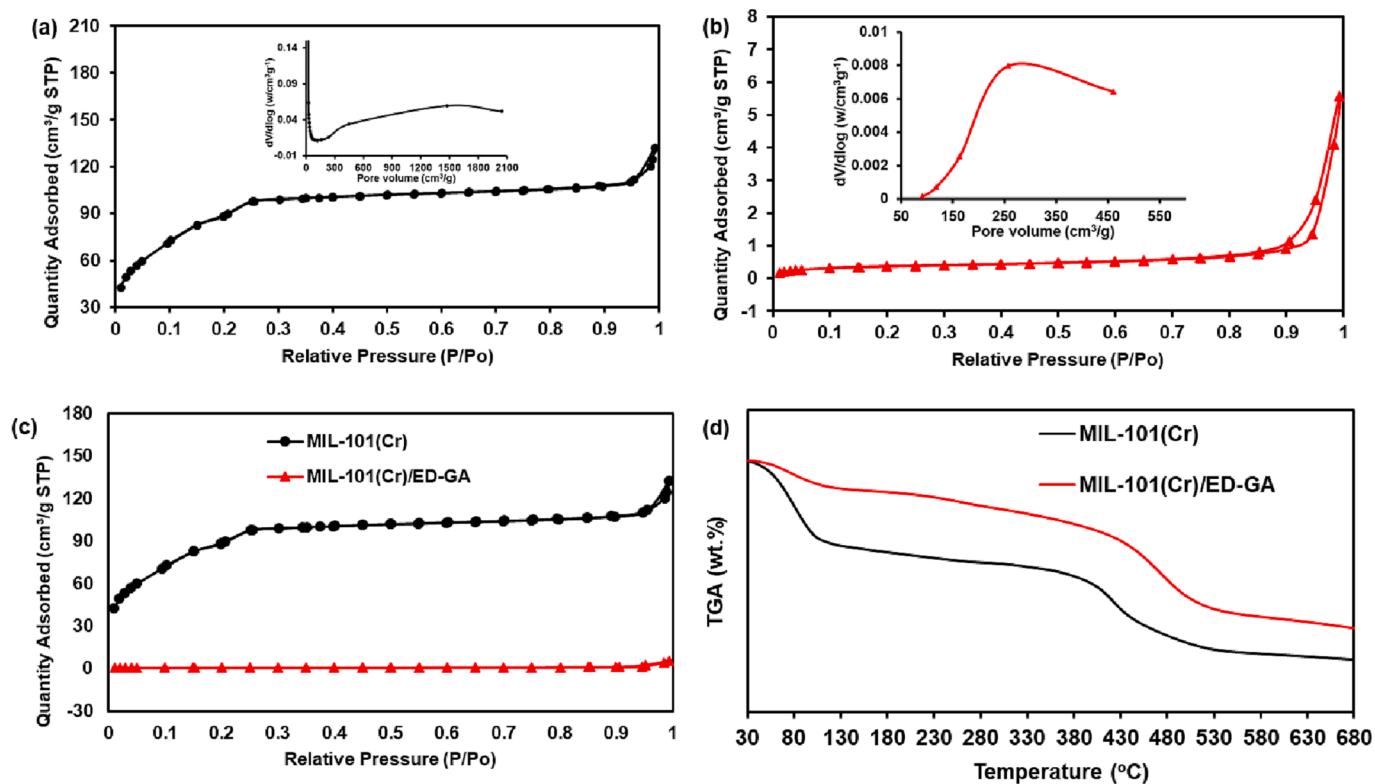 (a)
Quantity Adsorbed (cm³/g STP)
210
180
150
120
90
60
30
0 0.1 0.2 0.3 0.4 0.5 0.6 0.7 0.8 0.9 1
Relative Pressure (P/Po)
dV/dlog (w/cm³g⁻¹)
0.14
0.09
0.04
-0.01
0 300 600 900 1200 1500 1800 2100
Pore volume (cm³/g)
(b)
Quantity Adsorbed (cm³/g STP)
8
7
6
5
4
3
2
1
0
-1
0 0.1 0.2 0.3 0.4 0.5 0.6 0.7 0.8 0.9 1
Relative Pressure (P/Po)
dV/dlog (w/cm³g⁻¹)
0.01
0.008
0.006
0.004
0.002
0
50 150 250 350 450 550
Pore volume (cm³/g)
(c)
Quantity Adsorbed (cm³/g STP)
180
150
120
90
60
30
0
-30
MIL-101(Cr)
MIL-101(Cr)/ED-GA
0 0.1 0.2 0.3 0.4 0.5 0.6 0.7 0.8 0.9 1
Relative Pressure (P/Po)
(d)
TGA (wt.%)
MIL-101(Cr)
MIL-101(Cr)/ED-GA
30 80 130 180 230 280 330 380 430 480 530 580 630 680
Temperature (°C)